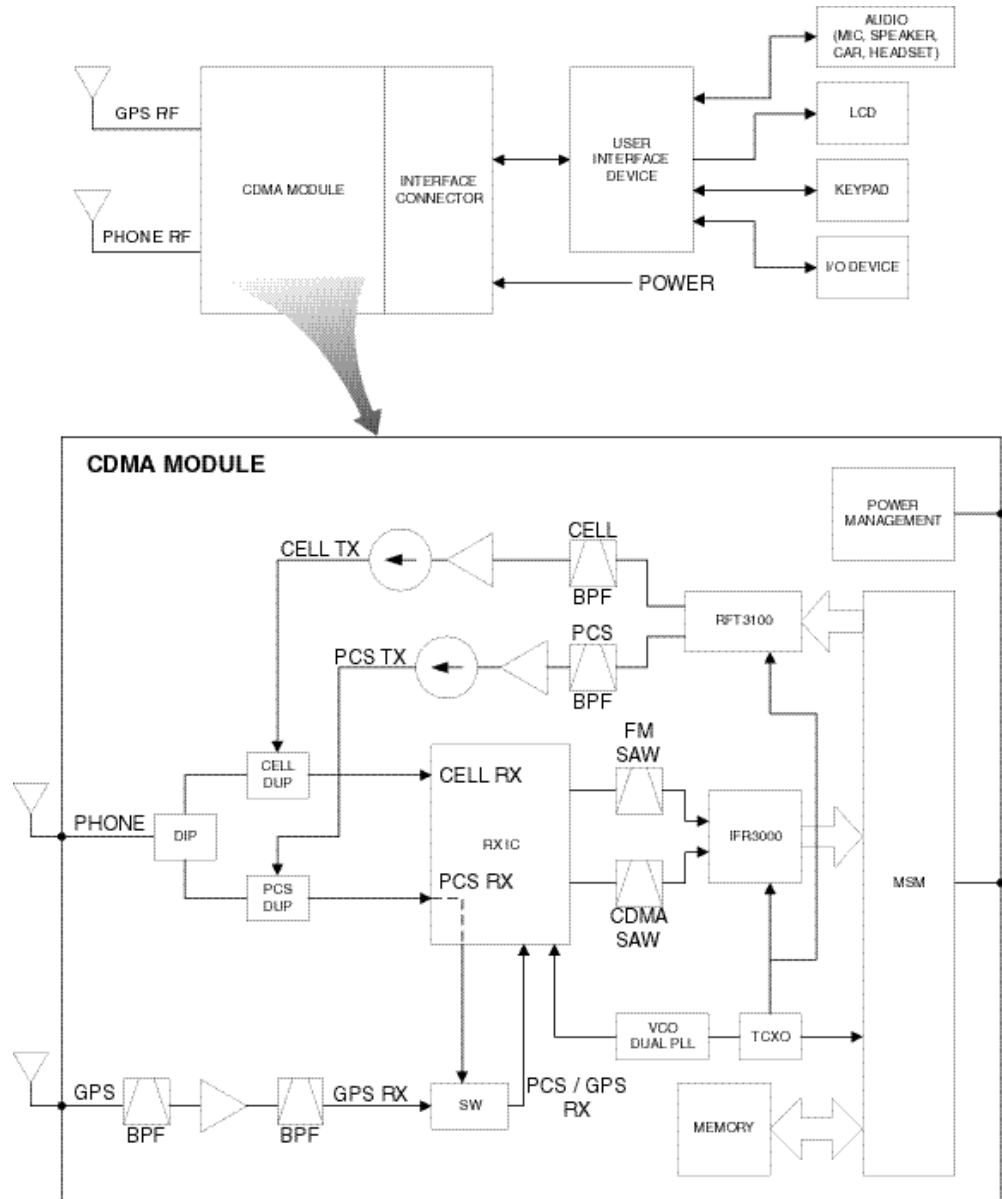 AUDIO
(MIC, SPEAKER,
CAR, HEADSET)
GPS RF
LCD
CDMA MODULE
INTERFACE
CONNECTOR
USER
INTERFACE
DEVICE
KEYPAD
PHONE RF
I/O DEVICE
POWER
CDMA MODULE
POWER
MANAGEMENT
CELL TX
CELL
BPF
RFT3100
PCS TX
PCS
BPF
FM
SAW
CELL
DUP
CELL RX
PHONE
DIP
RX IC
IFR3000
PCS
DUP
PCS RX
CDMA
SAW
MSM
VCO
DUAL PLL
TCXO
GPS
BPF
BPF
GPS RX
SW
PCS / GPS
RX
MEMORY